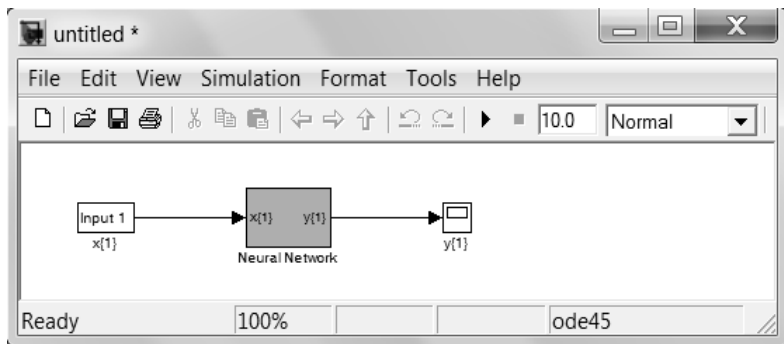 untitled *
File Edit View Simulation Format Tools Help
10.0 Normal
Input 1
x{1}
x{1} y{1}
Neural Network
y{1}
Ready 100% ode45